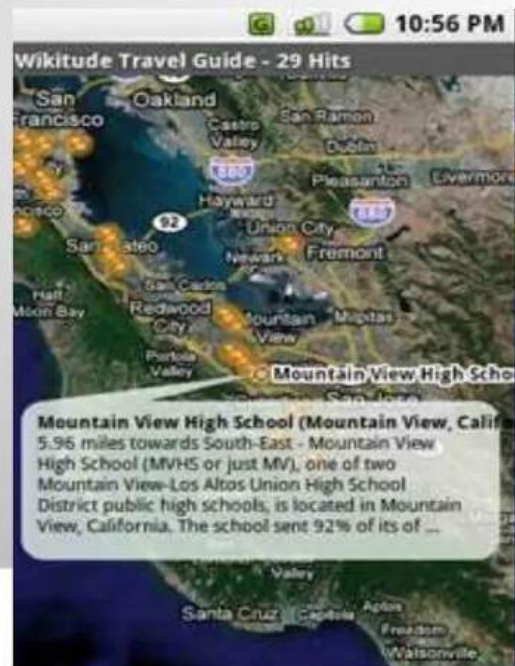 10:56 PM
Wikitude Travel Guide - 29 Hits
San Francisco
Oakland
Castro Valley
San Ramon
Dublin
880
Pleasanton
Livermore
Hayward
92
Union City
San Mateo
Newark
Fremont
San Carlos
Half Moon Bay
Redwood City
Mountain View
Milpitas
Portola Valley
Mountain View High Schoo
San Jose
Mountain View High School (Mountain View, Califo
5.96 miles towards South-East - Mountain View
High School (MVHS or just MV), one of two
Mountain View-Los Altos Union High School
District public high schools, is located in Mountain
View, California. The school sent 92% of its of ...
Valley
Santa Cruz
Capitola
Aptos
Freedom
Watsonville